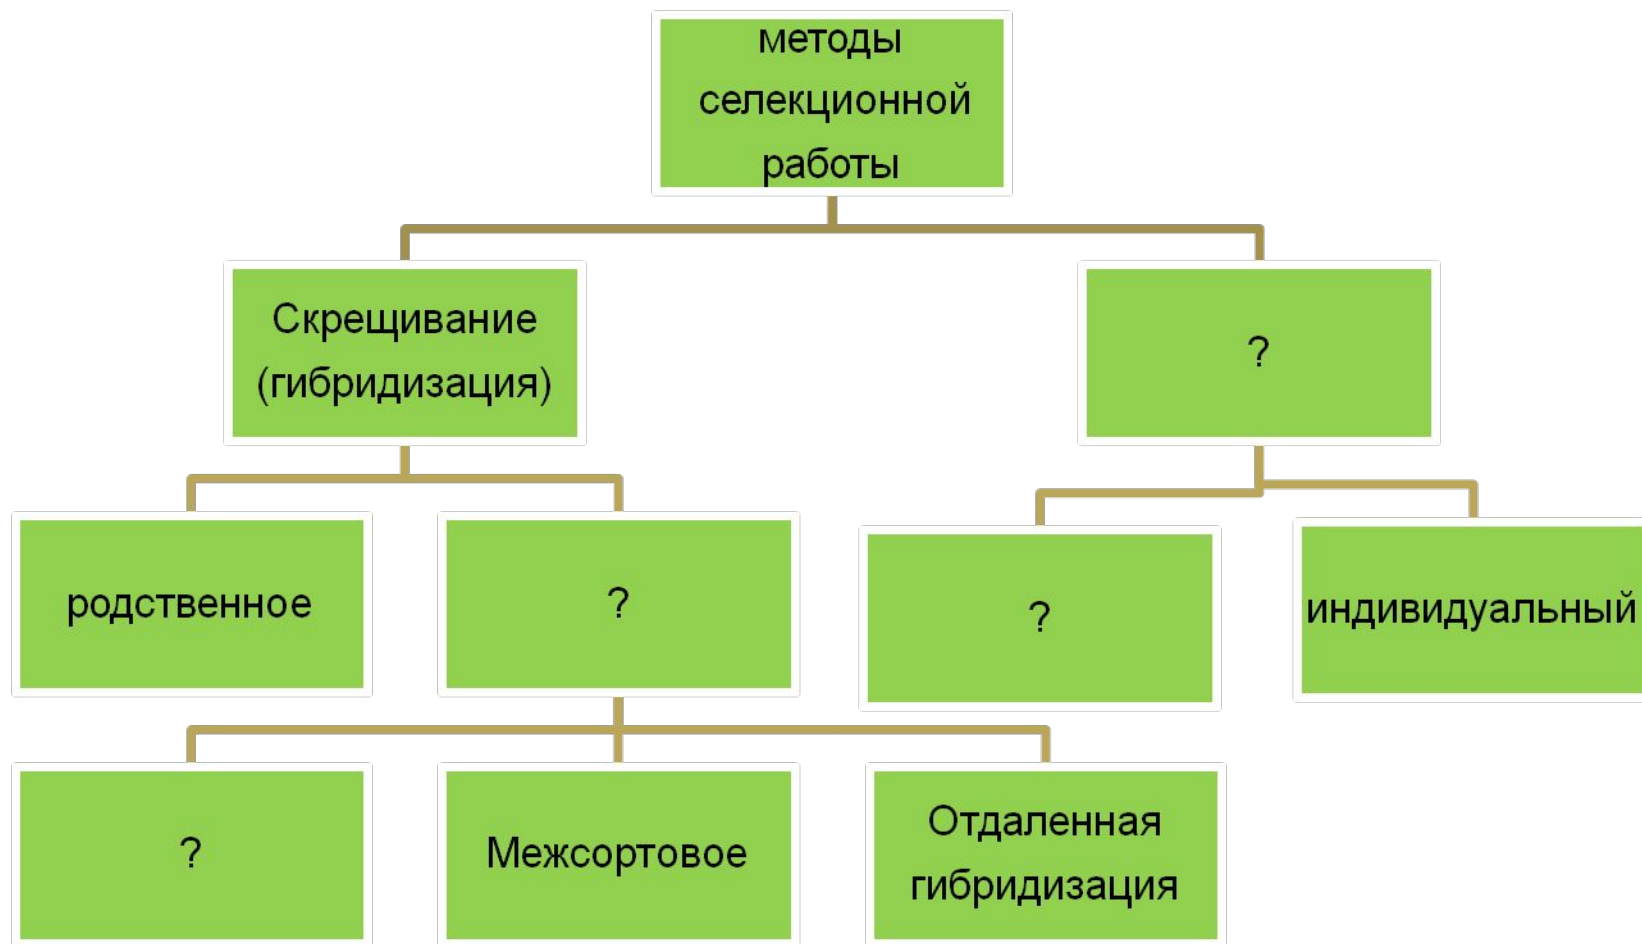 методы
селекционной
работы
Скрещивание
(гибридизация)
?
родственное
?
?
индивидуальный
?
Межсортовое
Отдаленная
гибридизация